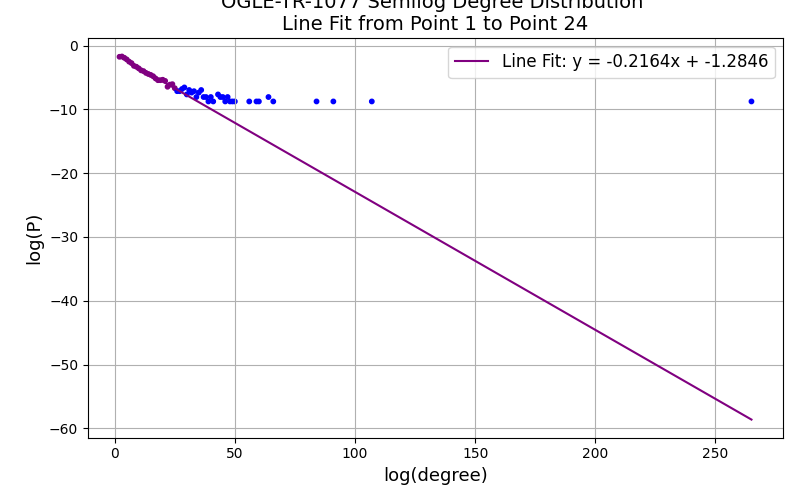 OGLE-TR-1077 Semilog Degree Distribution
Line Fit from Point 1 to Point 24
Line Fit: y = -0.2164x + -1.2846
0
−10
−20
−30
−40
−50
−60
log(P)
0 50 100 150 200 250
log(degree)